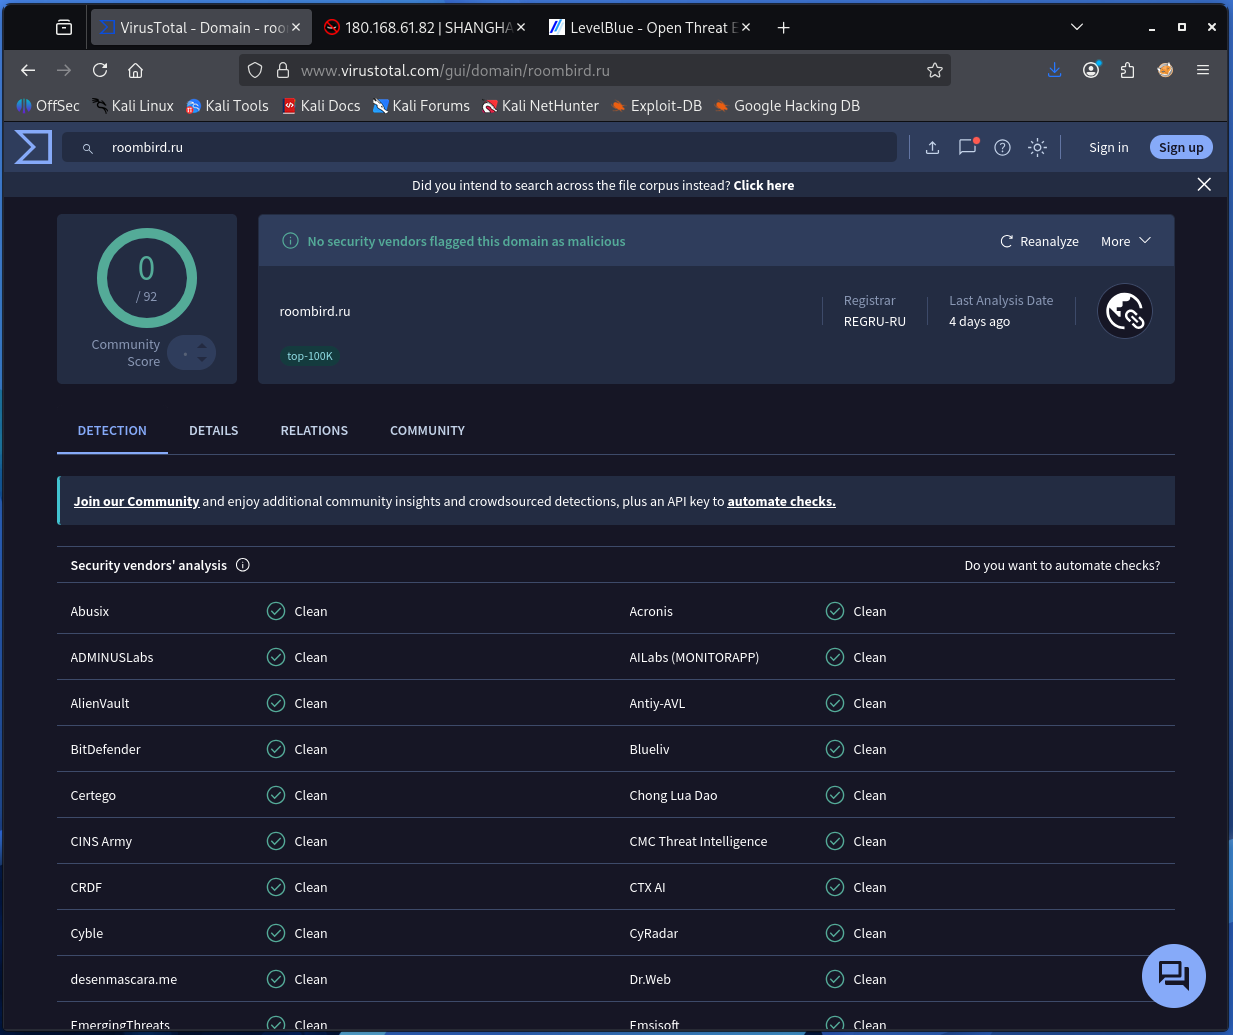 VirusTotal - Domain - roo
180.168.61.82 | SHANGHA
LevelBlue - Open Threat E
www.virustotal.com/gui/domain/roombird.ru
OffSec
Kali Linux
Kali Tools
Kali Docs
Kali Forums
Kali NetHunter
Exploit-DB
Google Hacking DB
roombird.ru
Sign in
Sign up
Did you intend to search across the file corpus instead? Click here
0
/ 92
Community
Score
No security vendors flagged this domain as malicious
Reanalyze
More
roombird.ru
top-100K
Registrar
REGRU-RU
Last Analysis Date
4 days ago
DETECTION
DETAILS
RELATIONS
COMMUNITY
Join our Community and enjoy additional community insights and crowdsourced detections, plus an API key to automate checks.
Security vendors' analysis
Do you want to automate checks?
Abusix Clean Acronis Clean
ADMINUSLabs Clean AILabs (MONITORAPP) Clean
AlienVault Clean Antiy-AVL Clean
BitDefender Clean Blueliv Clean
Certego Clean Chong Lua Dao Clean
CINS Army Clean CMC Threat Intelligence Clean
CRDF Clean CTX AI Clean
Cyble Clean CyRadar Clean
desenmascara.me Clean Dr.Web Clean
EmergingThreats Clean Emsisoft Clean